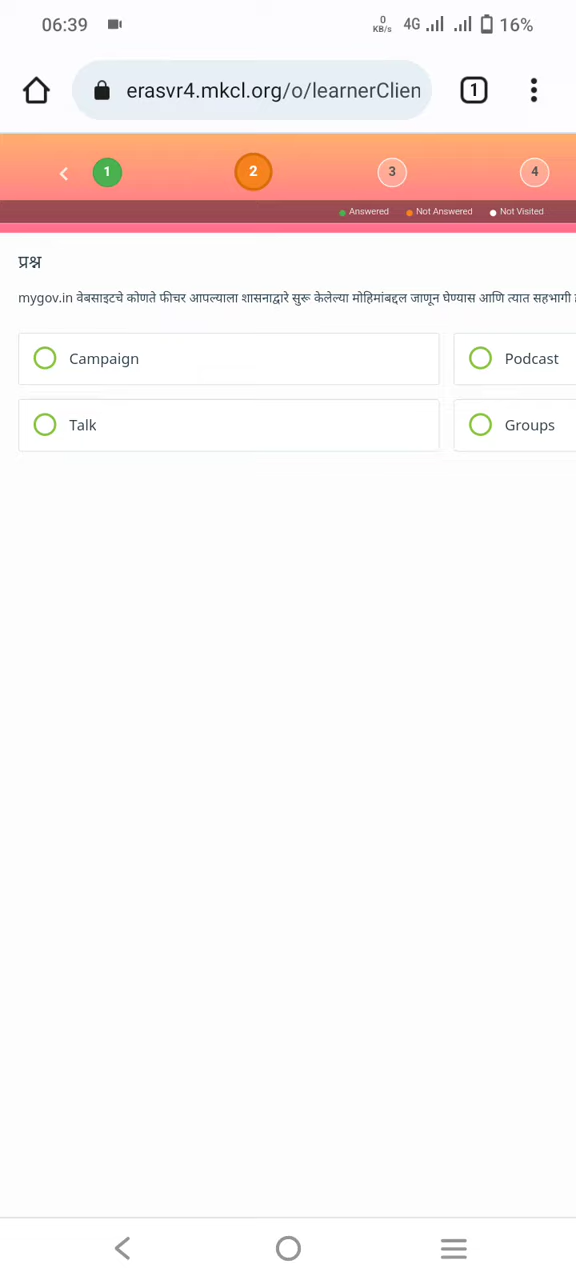 06:39 0 KB/s 4G 16%
erasvr4.mkcl.org/o/learnerClien 1
1 2 3 4
Answered Not Answered Not Visited
प्रश्न
mygov.in वेबसाइटचे कोणते फीचर आपल्याला शासनाद्वारे सुरू केलेल्या मोहिमांबद्दल जाणून घेण्यास आणि त्यात सहभागी
Campaign Podcast
Talk Groups